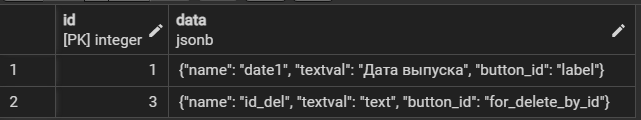 id data
[PK] integer jsonb
1 1 {"name": "date1", "textval": "Дата выпуска", "button_id": "label"}
2 3 {"name": "id_del", "textval": "text", "button_id": "for_delete_by_id"}